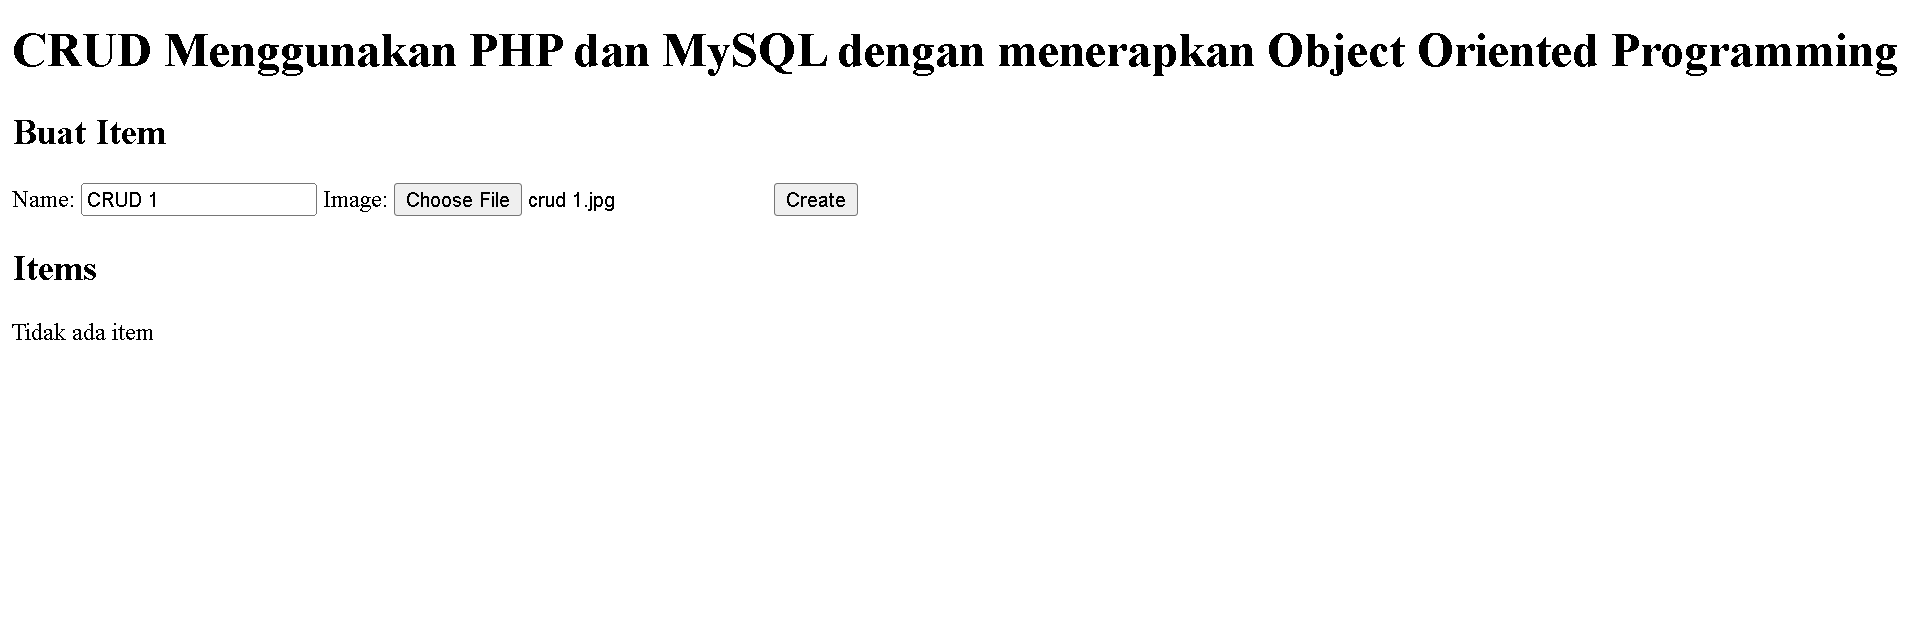 CRUD Menggunakan PHP dan MySQL dengan menerapkan Object Oriented Programming
Buat Item
Name: CRUD 1 Image: Choose File crud 1.jpg Create
Items
Tidak ada item